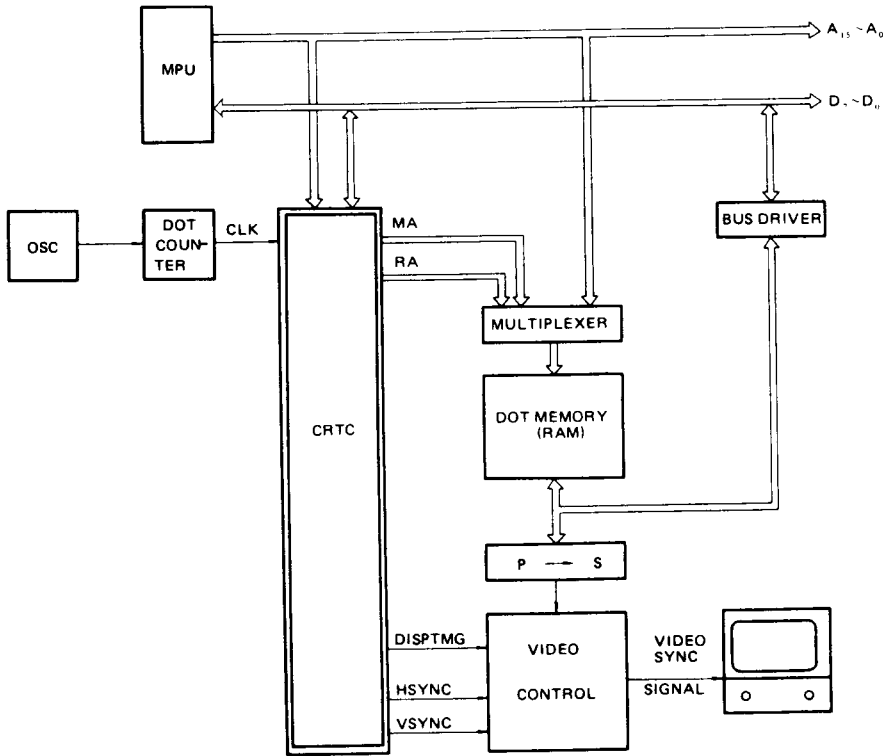 MPU
A₁₅ ~ A₀
D₇ ~ D₀
OSC
DOT
COUN-
TER
CLK
MA
RA
BUS DRIVER
MULTIPLEXER
DOT MEMORY
(RAM)
CRTC
P → S
DISPTMG
HSYNC
VSYNC
VIDEO
CONTROL
VIDEO
SYNC
SIGNAL